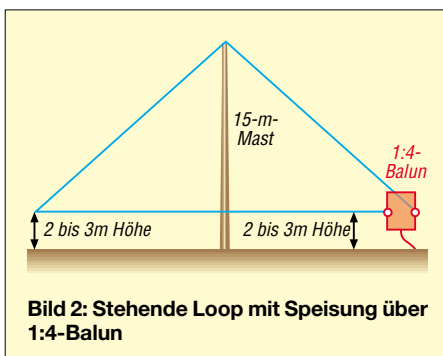 15-m-
Mast
1:4-
Balun
2 bis 3m Höhe
2 bis 3m Höhe
Bild 2: Stehende Loop mit Speisung über
1:4-Balun